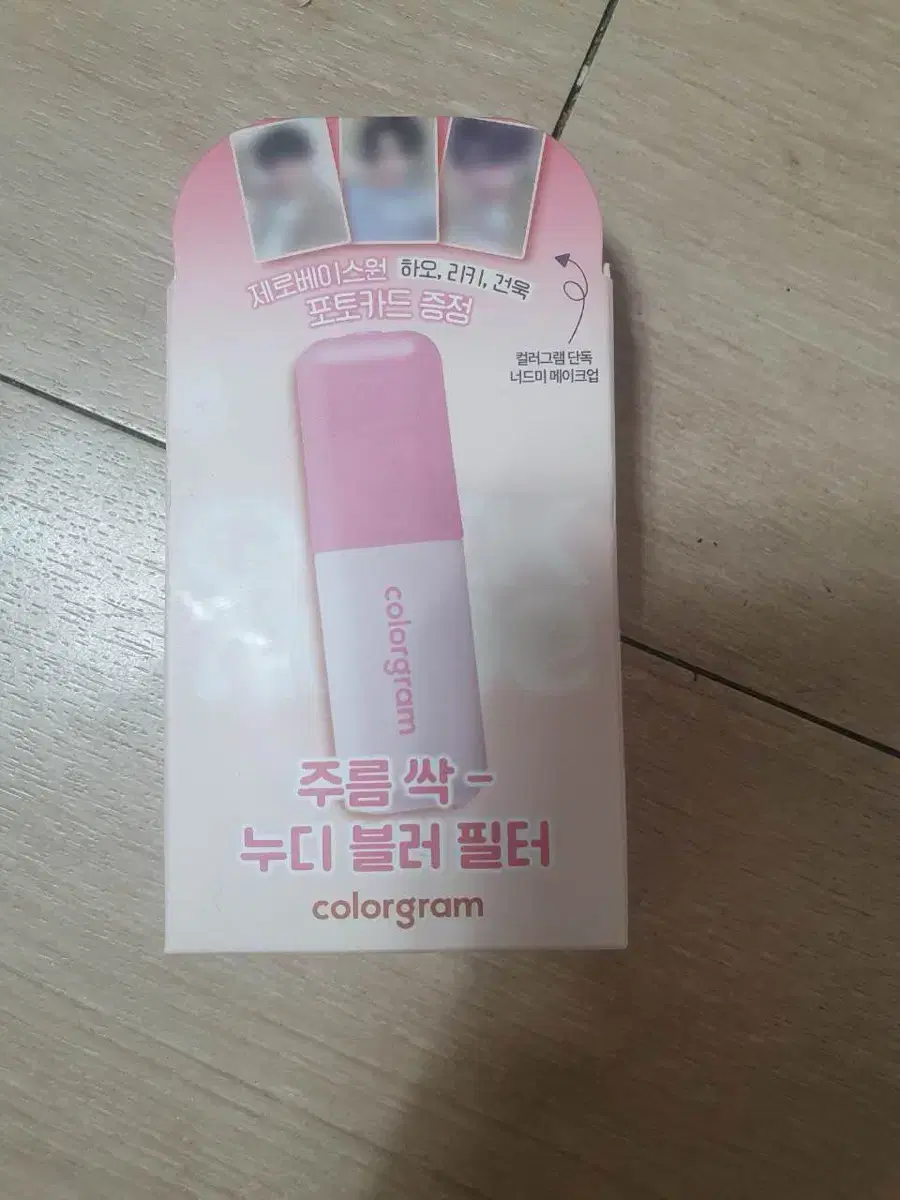 제로베이스원 하오, 리키, 건욱
포토카드 증정
컬러그램 단독
너드미 메이크업
colorgram
주름 싹 -
누디 블러 필터
colorgram